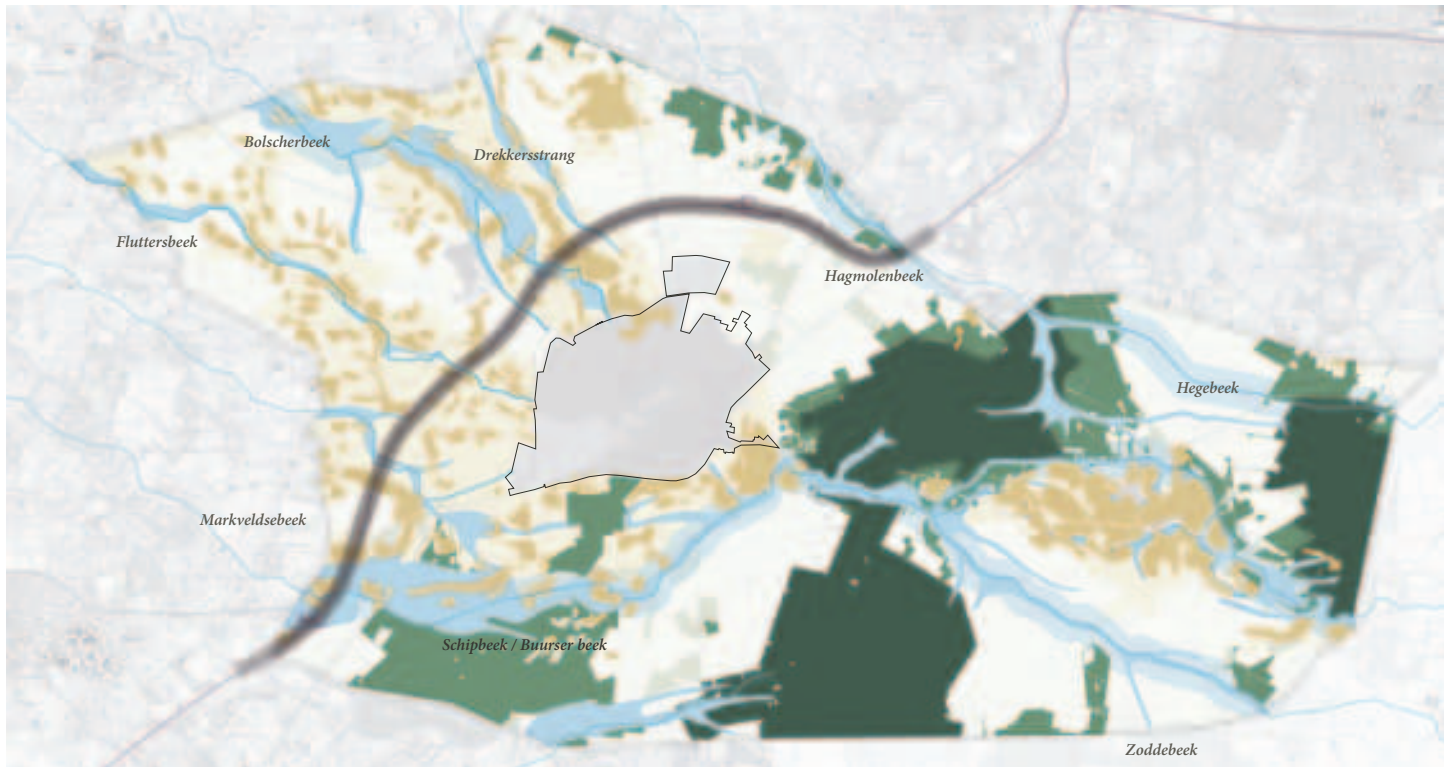 Bolscherbeek
Drekkersstrang
Fluttersbeek
Hagmolenbeek
Hegebeek
Markveldsebeek
Schipbeek / Buurser beek
Zoddebeek